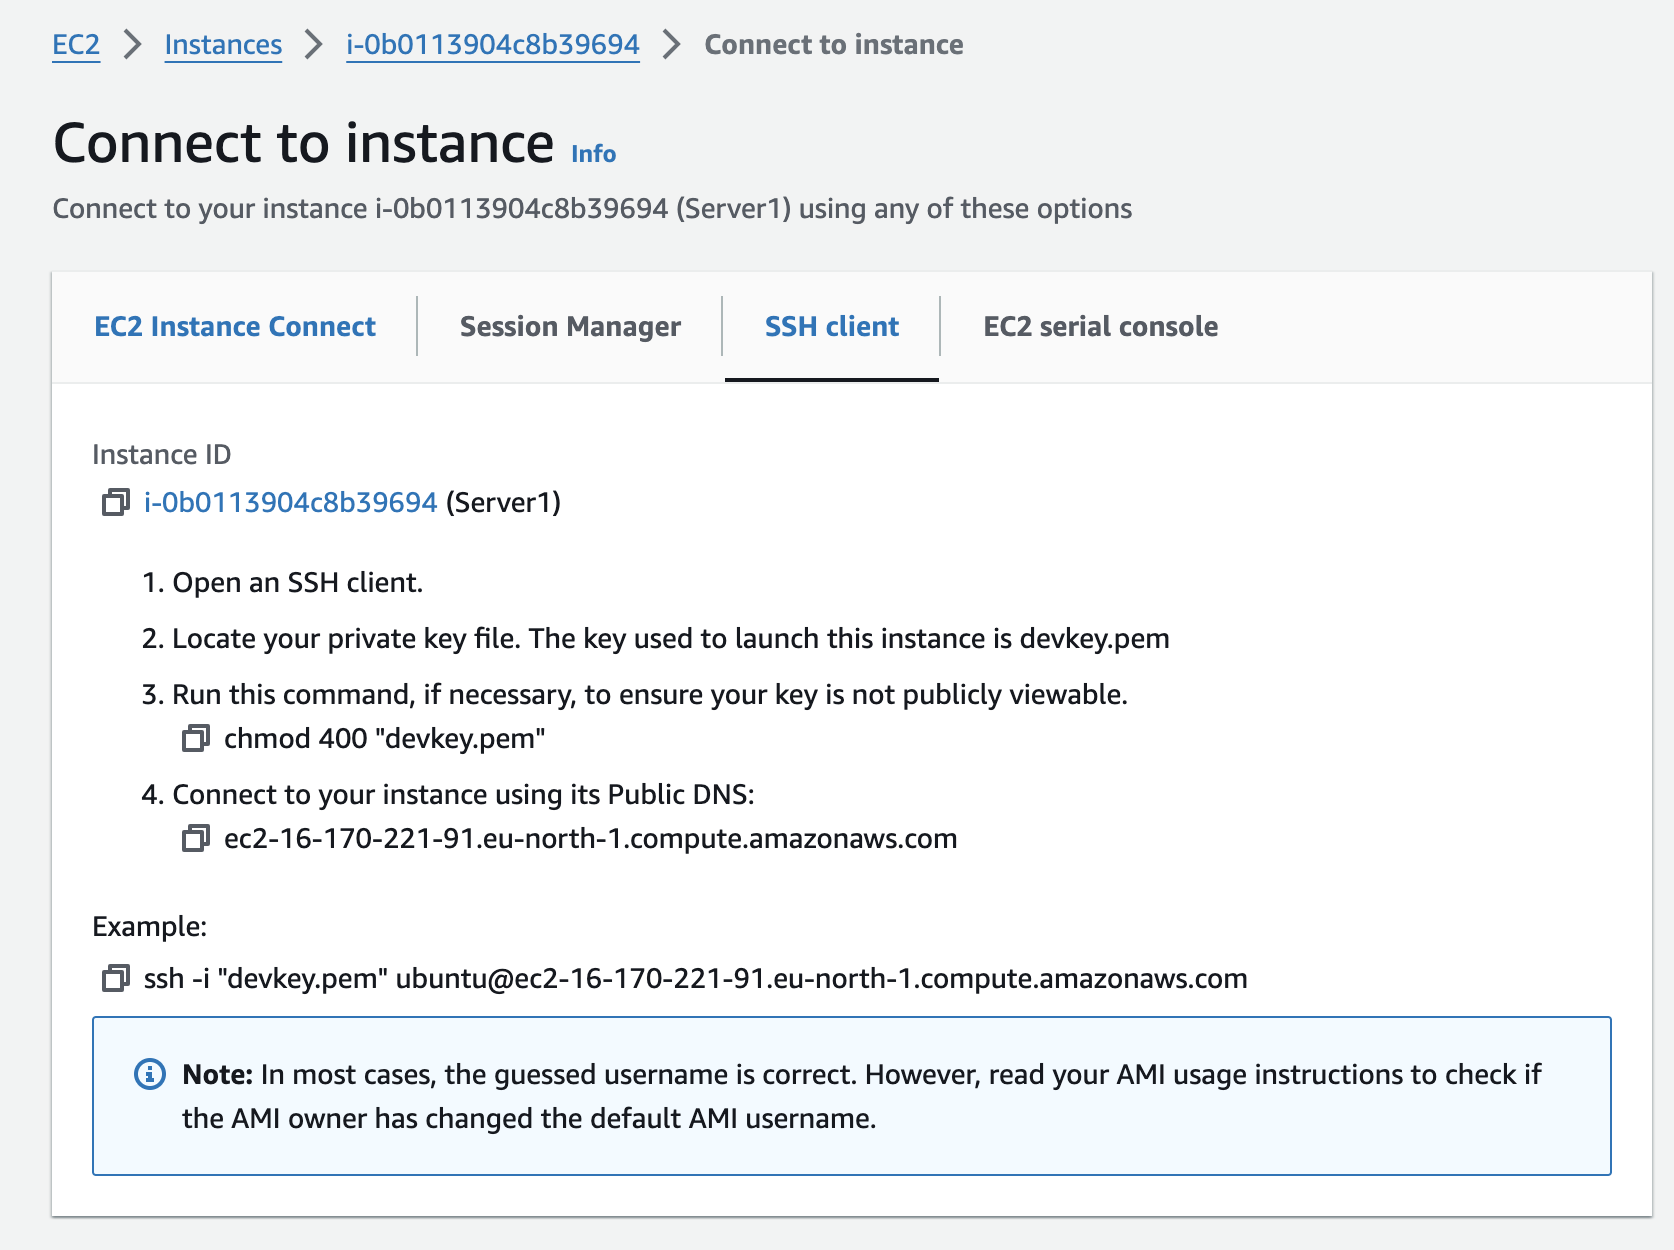 EC2 > Instances > i-0b0113904c8b39694 > Connect to instance
Connect to instance Info
Connect to your instance i-0b0113904c8b39694 (Server1) using any of these options
EC2 Instance Connect Session Manager SSH client EC2 serial console
Instance ID
i-0b0113904c8b39694 (Server1)
1. Open an SSH client.
2. Locate your private key file. The key used to launch this instance is devkey.pem
3. Run this command, if necessary, to ensure your key is not publicly viewable.
chmod 400 "devkey.pem"
4. Connect to your instance using its Public DNS:
ec2-16-170-221-91.eu-north-1.compute.amazonaws.com
Example:
ssh -i "devkey.pem" ubuntu@ec2-16-170-221-91.eu-north-1.compute.amazonaws.com
Note: In most cases, the guessed username is correct. However, read your AMI usage instructions to check if
the AMI owner has changed the default AMI username.